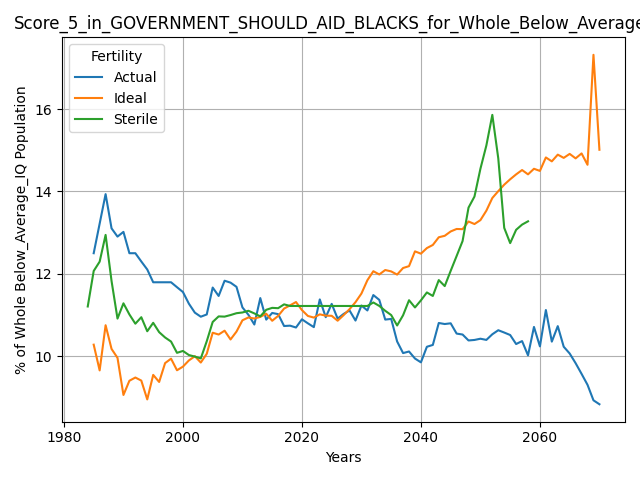 Score_5_in_GOVERNMENT_SHOULD_AID_BLACKS_for_Whole_Below_Average
Fertility
Actual
Ideal
Sterile
% of Whole Below_Average_IQ Population
16
14
12
10
1980
2000
2020
2040
2060
Years